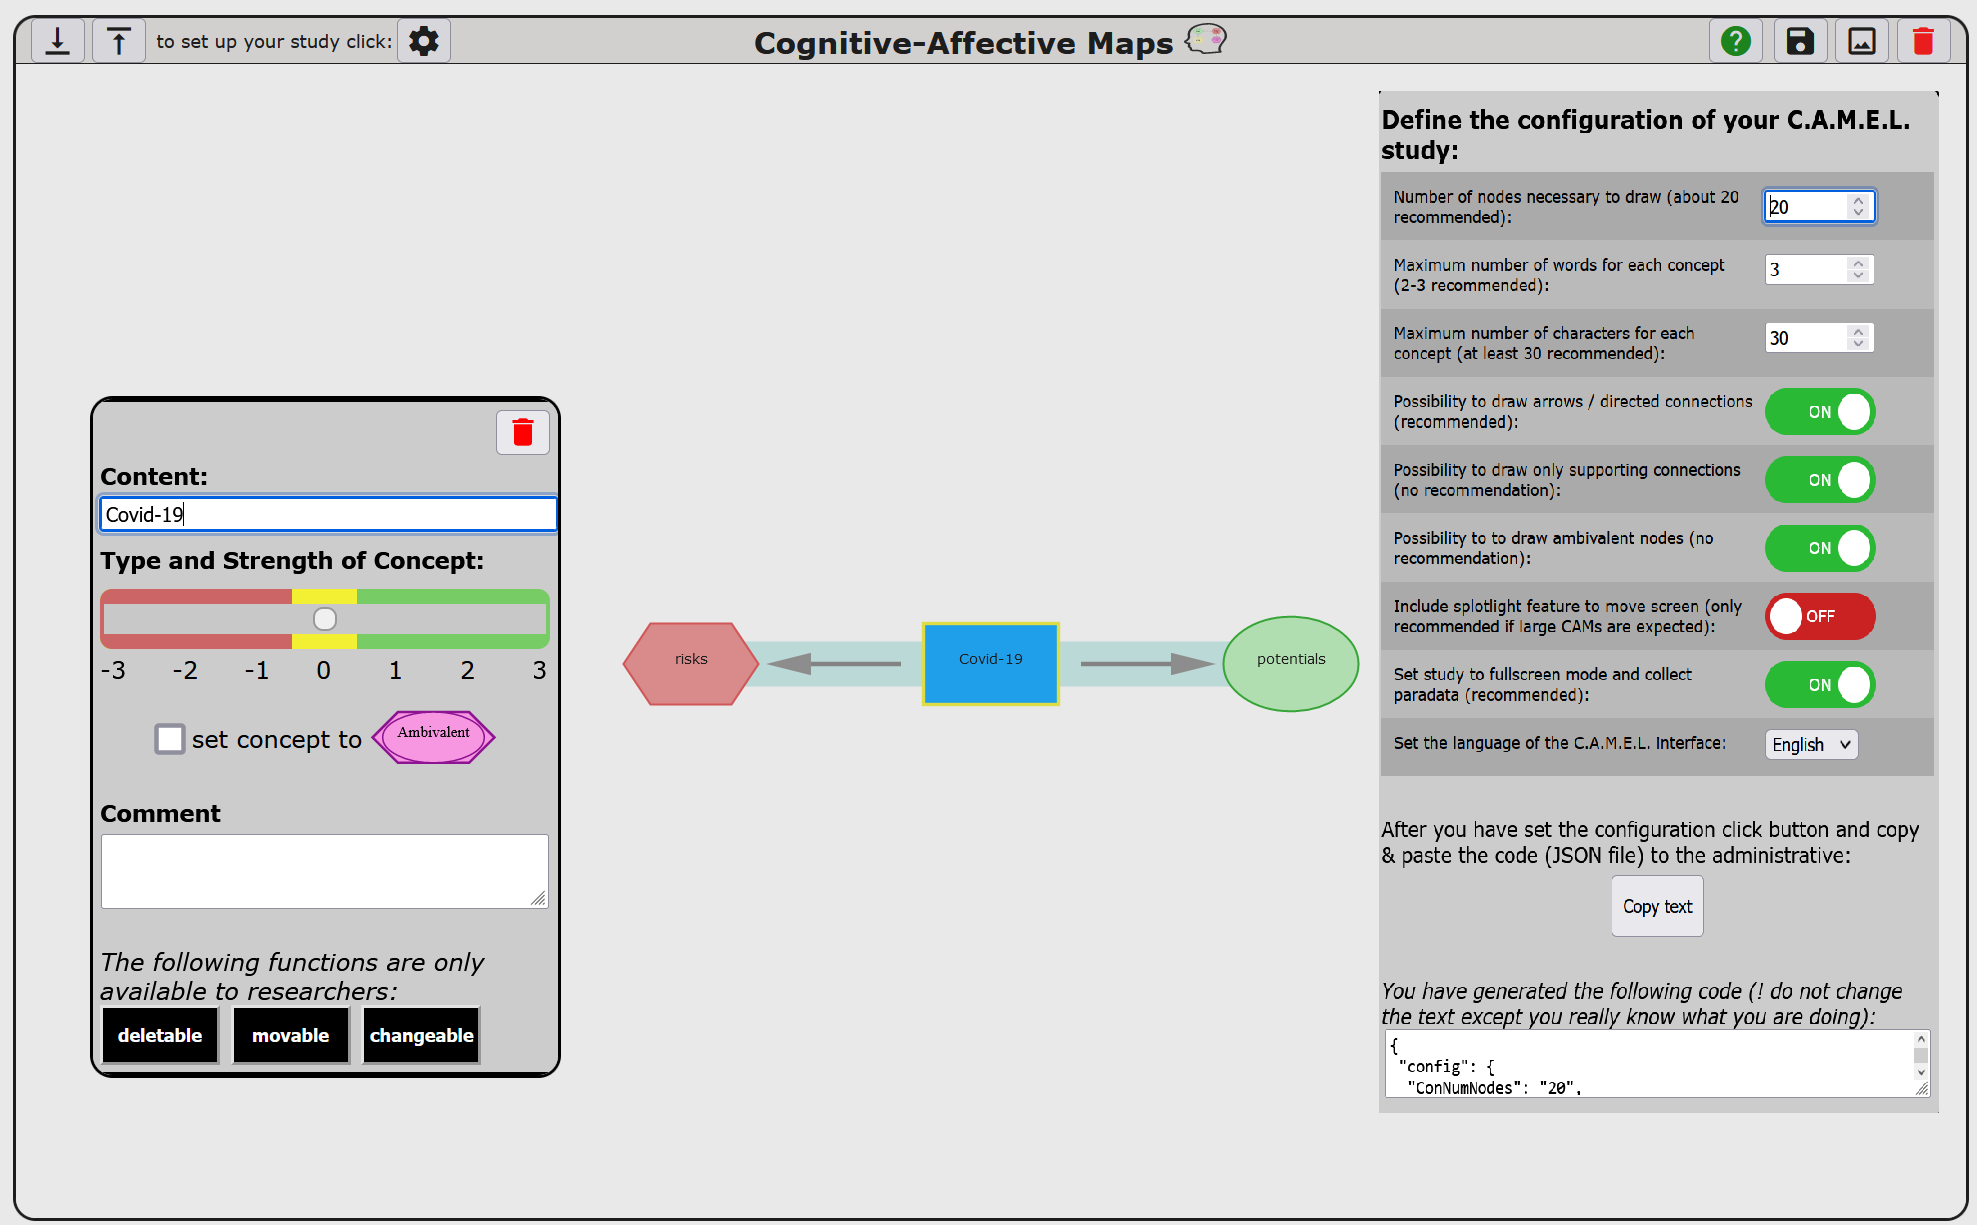 to set up your study click:
Cognitive-Affective Maps
?
Define the configuration of your C.A.M.E.L.
study:
Number of nodes necessary to draw (about 20
recommended):
20
Maximum number of words for each concept
(2-3 recommended):
3
Maximum number of characters for each
concept (at least 30 recommended):
30
Possibility to draw arrows / directed connections
(recommended):
ON
Possibility to draw only supporting connections
(no recommendation):
ON
Possibility to to draw ambivalent nodes (no
recommendation):
ON
Include splotlight feature to move screen (only
recommended if large CAMs are expected):
OFF
Set study to fullscreen mode and collect
paradata (recommended):
ON
Set the language of the C.A.M.E.L. Interface:
English
After you have set the configuration click button and copy
& paste the code (JSON file) to the administrative:
Copy text
You have generated the following code (! do not change
the text except you really know what you are doing):
{
"config": {
"ConNumNodes": "20",
Content:
Covid-19
Type and Strength of Concept:
-3 -2 -1 0 1 2 3
set concept to Ambivalent
Comment
The following functions are only
available to researchers:
deletable movable changeable
risks Covid-19 potentials